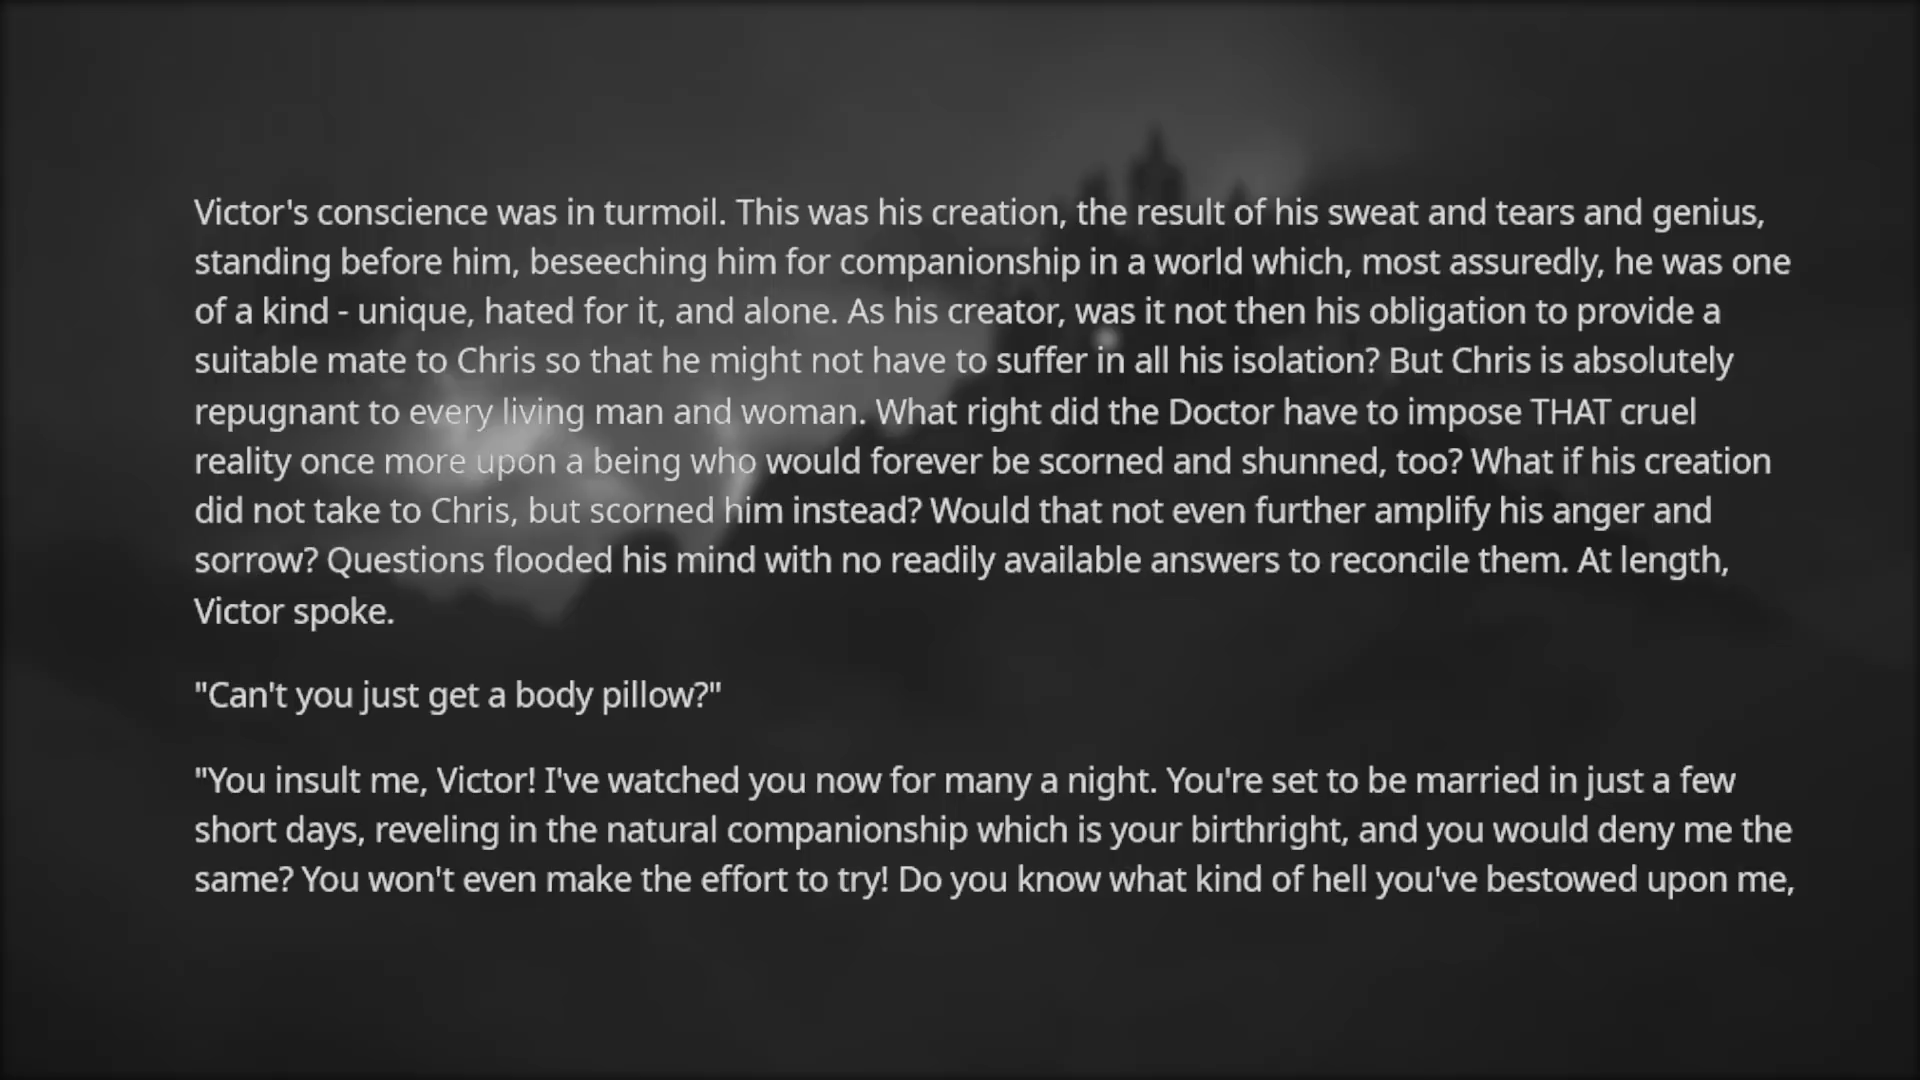 Victor's conscience was in turmoil. This was his creation, the result of his sweat and tears and genius,
standing before him, beseeching him for companionship in a world which, most assuredly, he was one
of a kind - unique, hated for it, and alone. As his creator, was it not then his obligation to provide a
suitable mate to Chris so that he might not have to suffer in all his isolation? But Chris is absolutely
repugnant to every living man and woman. What right did the Doctor have to impose THAT cruel
reality once more upon a being who would forever be scorned and shunned, too? What if his creation
did not take to Chris, but scorned him instead? Would that not even further amplify his anger and
sorrow? Questions flooded his mind with no readily available answers to reconcile them. At length,
Victor spoke.
"Can't you just get a body pillow?"
"You insult me, Victor! I've watched you now for many a night. You're set to be married in just a few
short days, reveling in the natural companionship which is your birthright, and you would deny me the
same? You won't even make the effort to try! Do you know what kind of hell you've bestowed upon me,